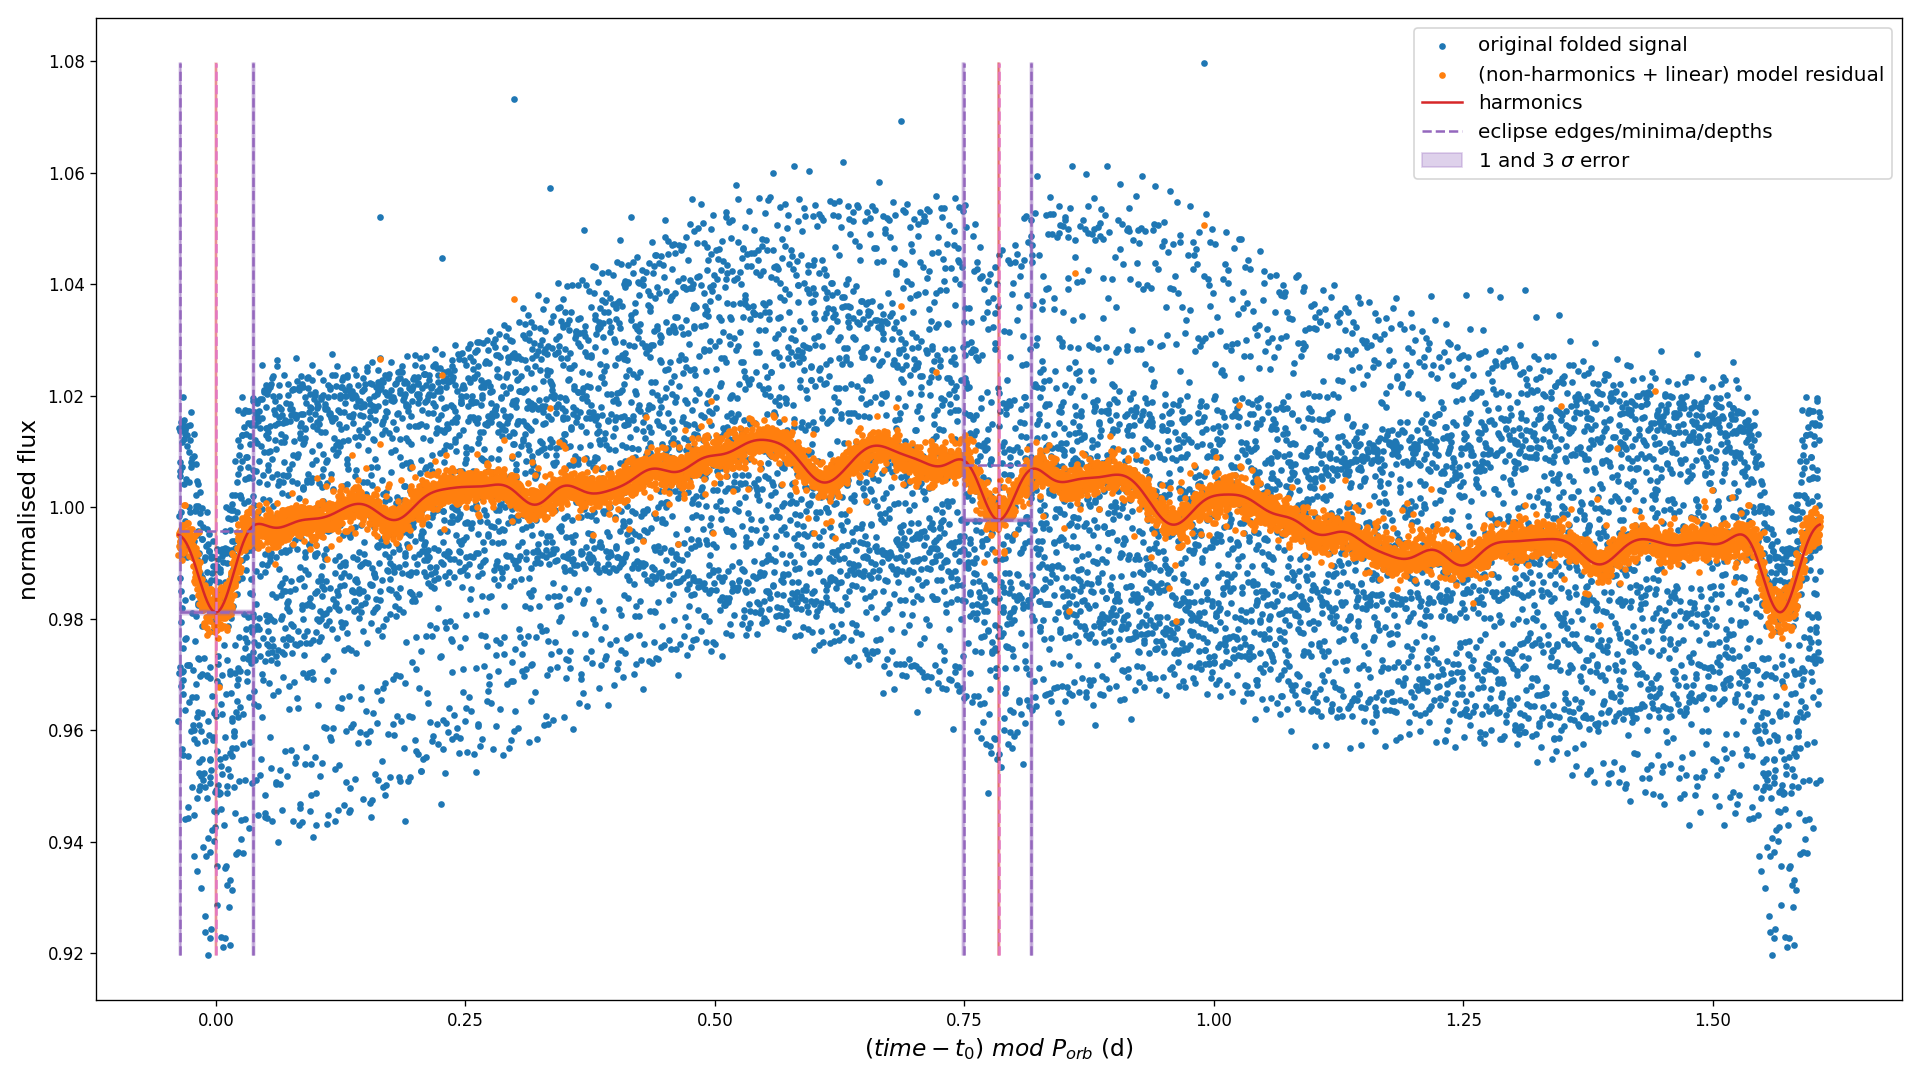 original folded signal
(non-harmonics + linear) model residual
harmonics
eclipse edges/minima/depths
1 and 3 σ error
normalised flux
1.08
1.06
1.04
1.02
1.00
0.98
0.96
0.94
0.92
0.00 0.25 0.50 0.75 1.00 1.25 1.50
(time − t₀) mod P_orb (d)